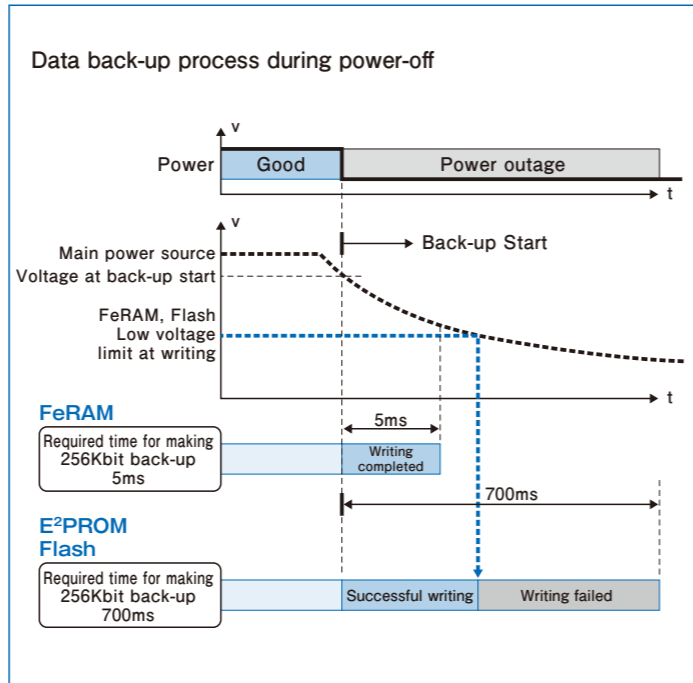 Data back-up process during power-off
v
Power
Good
Power outage
t
v
Back-up Start
Main power source
Voltage at back-up start
FeRAM, Flash
Low voltage
limit at writing
t
FeRAM
5ms
Required time for making
256Kbit back-up
5ms
Writing
completed
700ms
E²PROM
Flash
Required time for making
256Kbit back-up
700ms
Successful writing
Writing failed